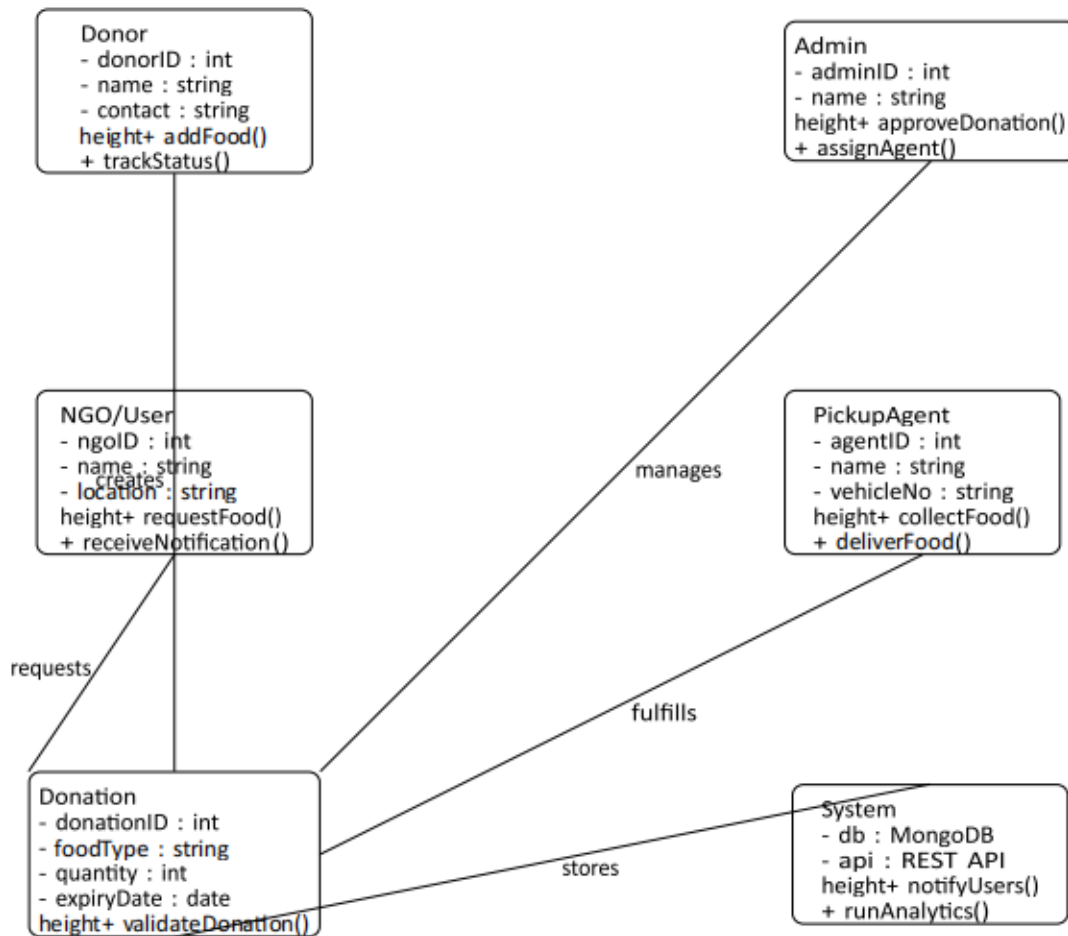 Donor
- donorID : int
- name : string
- contact : string
height+ addFood()
+ trackStatus()
Admin
- adminID : int
- name : string
height+ approveDonation()
+ assignAgent()
NGO/User
- ngoID : int
- name : string
- location : string
height+ requestFood()
+ receiveNotification()
creates
manages
PickupAgent
- agentID : int
- name : string
- vehicleNo : string
height+ collectFood()
+ deliverFood()
requests
fulfills
Donation
- donationID : int
- foodType : string
- quantity : int
- expiryDate : date
height+ validateDonation()
stores
System
- db : MongoDB
- api : REST API
height+ notifyUsers()
+ runAnalytics()